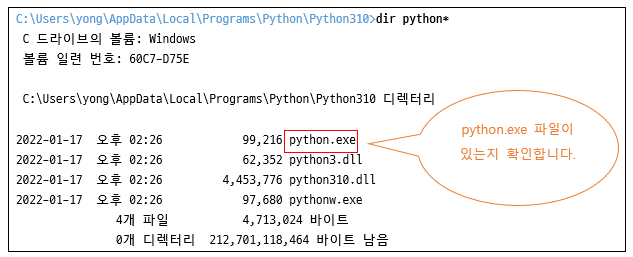 C:\Users\yong\AppData\Local\Programs\Python\Python310>dir python*
C 드라이브의 볼륨: Windows
볼륨 일련 번호: 60C7-D75E
C:\Users\yong\AppData\Local\Programs\Python\Python310 디렉터리
2022-01-17 오후 02:26 99,216 python.exe
2022-01-17 오후 02:26 62,352 python3.dll
2022-01-17 오후 02:26 4,453,776 python310.dll
2022-01-17 오후 02:26 97,680 pythonw.exe
4개 파일 4,713,024 바이트
0개 디렉터리 212,701,118,464 바이트 남음
python.exe 파일이
있는지 확인합니다.